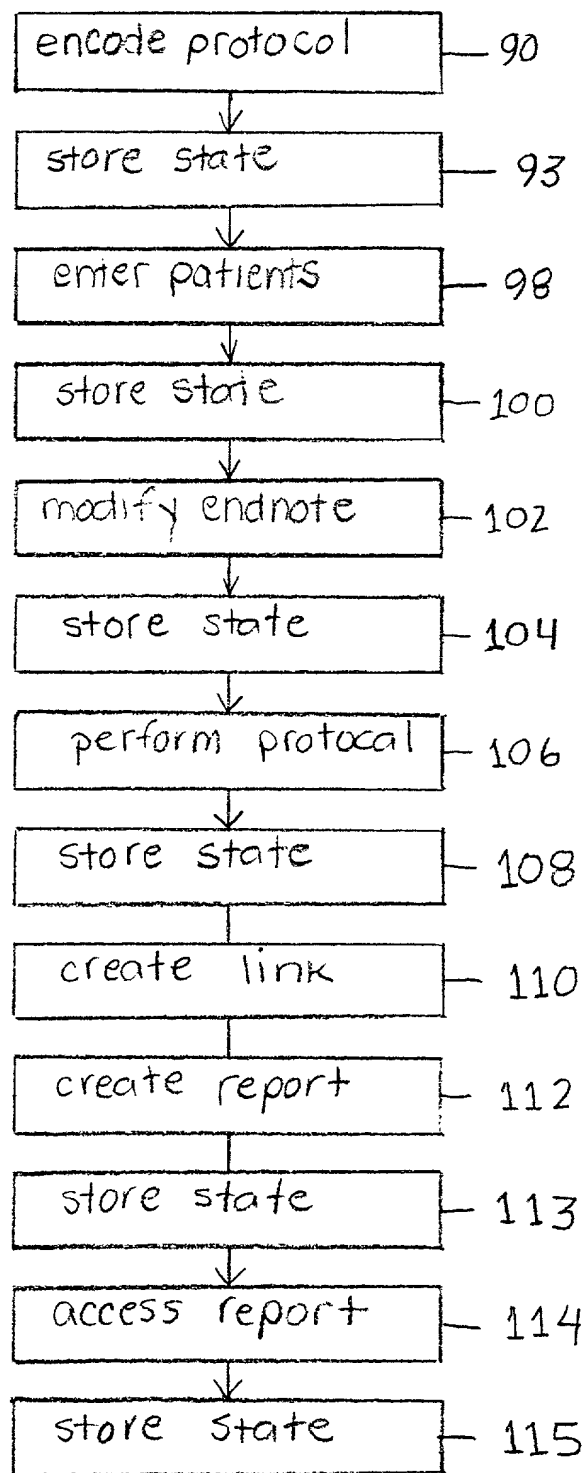 encode protocol 90
store state 93
enter patients 98
store state 100
modify endnote 102
store state 104
perform protocal 106
store state 108
create link 110
create report 112
store state 113
access report 114
store state 115